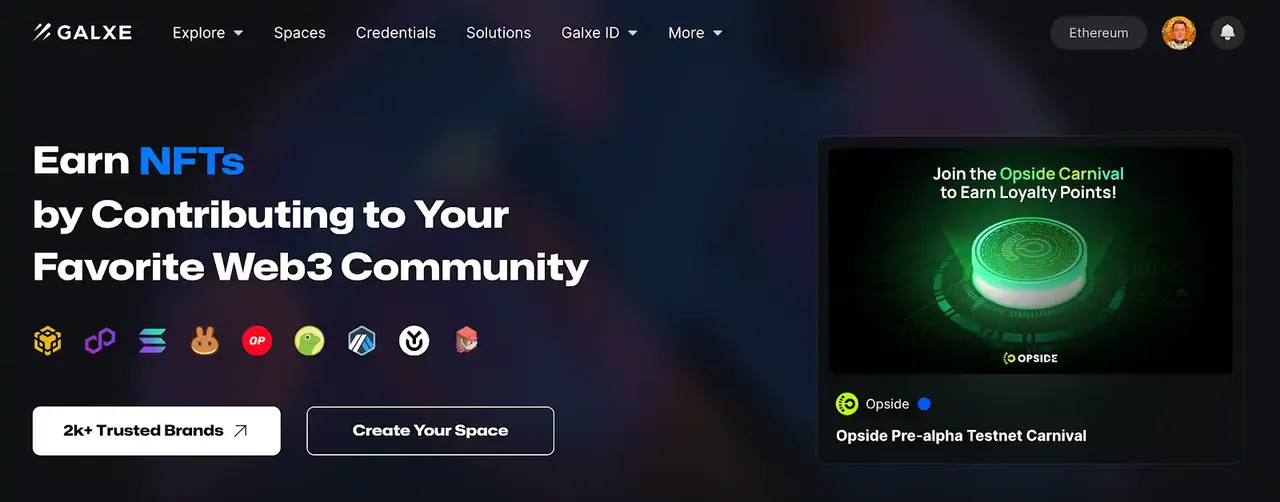 GALXE
Explore
Spaces
Credentials
Solutions
Galxe ID
More
Ethereum
Earn NFTs
by Contributing to Your
Favorite Web3 Community
OP
2k+ Trusted Brands
Create Your Space
Join the Opside Carnival
to Earn Loyalty Points!
OPSIDE
Opside
Opside Pre-alpha Testnet Carnival